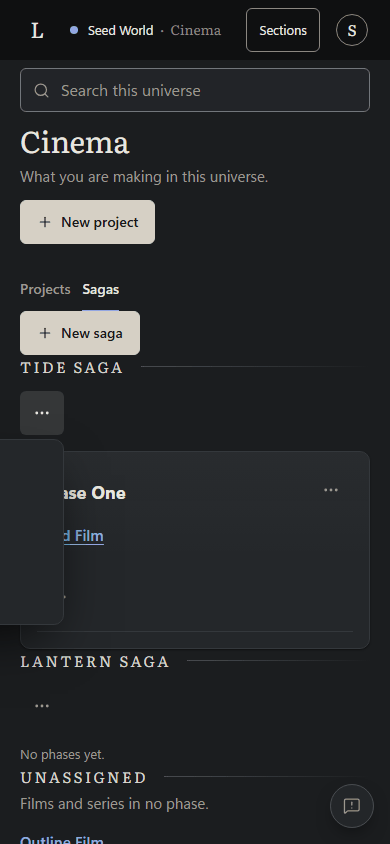 L Seed World · Cinema Sections S
Search this universe
Cinema
What you are making in this universe.
New project
Projects Sagas
New saga
TIDE SAGA
ase One
d Film
LANTERN SAGA
No phases yet.
UNASSIGNED
Films and series in no phase.
Outline Film